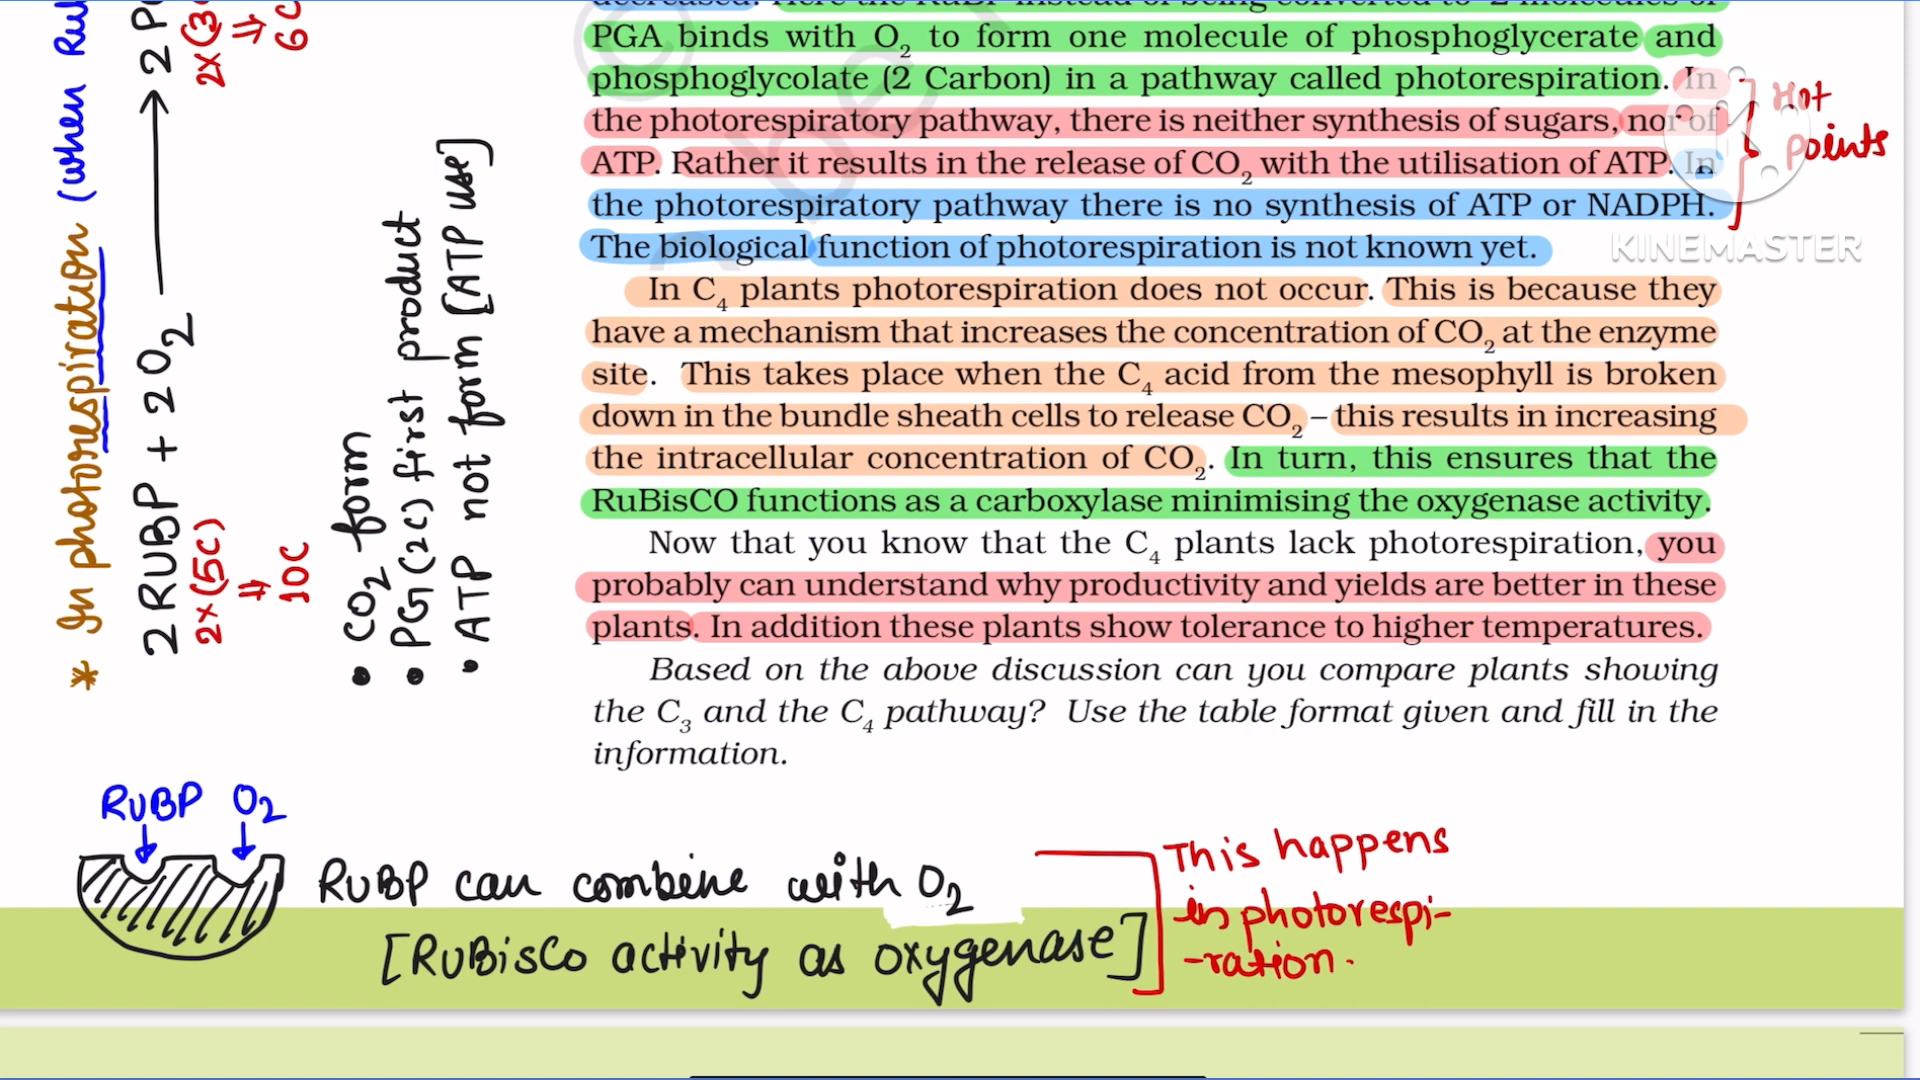 PGA binds with O2 to form one molecule of phosphoglycerate and
phosphoglycolate (2 Carbon) in a pathway called photorespiration. In
the photorespiratory pathway, there is neither synthesis of sugars, nor of
ATP. Rather it results in the release of CO2 with the utilisation of ATP. In
the photorespiratory pathway there is no synthesis of ATP or NADPH.
The biological function of photorespiration is not known yet.
In C4 plants photorespiration does not occur. This is because they
have a mechanism that increases the concentration of CO2 at the enzyme
site. This takes place when the C4 acid from the mesophyll is broken
down in the bundle sheath cells to release CO2 – this results in increasing
the intracellular concentration of CO2. In turn, this ensures that the
RuBisCO functions as a carboxylase minimising the oxygenase activity.
Now that you know that the C4 plants lack photorespiration, you
probably can understand why productivity and yields are better in these
plants. In addition these plants show tolerance to higher temperatures.
Based on the above discussion can you compare plants showing
the C3 and the C4 pathway? Use the table format given and fill in the
information.
Hot
points
KINEMASTER
* In photorespiration (when
2 RUBP + 2O2 ⟶ 2
2x(5C)
⇓
10C
2x(3
⇓
6C
• CO2 form
• PG (2C) first product
• ATP not form [ATP use]
RUBP O2
RUBP can combine with O2
[RUBisCo activity as oxygenase]
This happens
in photorespi-
-ration.